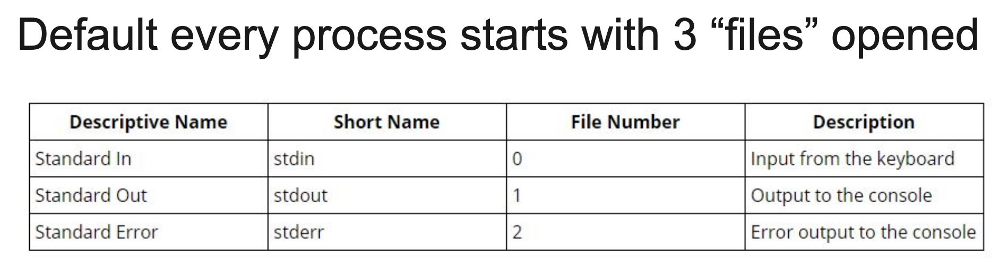 Default every process starts with 3 “files” opened
Descriptive Name Short Name File Number Description
Standard In stdin 0 Input from the keyboard
Standard Out stdout 1 Output to the console
Standard Error stderr 2 Error output to the console